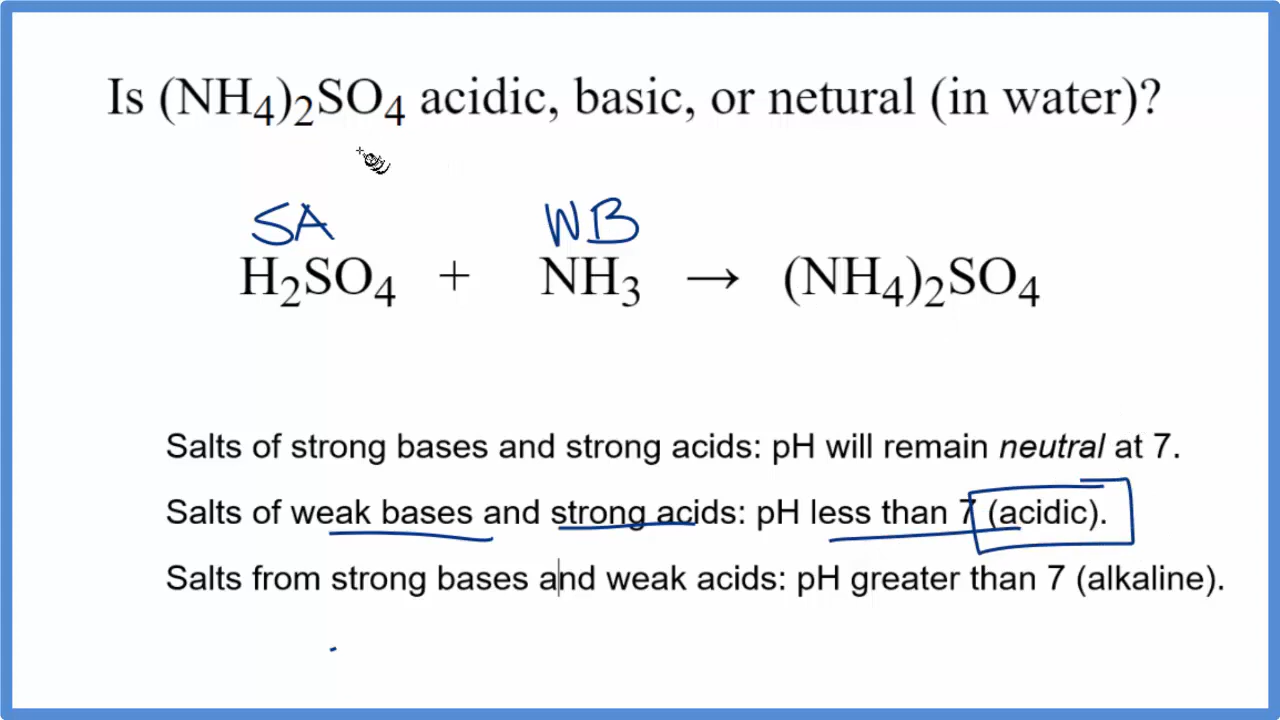 Is (NH₄)₂SO₄ acidic, basic, or netural (in water)?
SA WB
H₂SO₄ + NH₃ → (NH₄)₂SO₄
Salts of strong bases and strong acids: pH will remain neutral at 7.
Salts of weak bases and strong acids: pH less than 7 (acidic).
Salts from strong bases and weak acids: pH greater than 7 (alkaline).